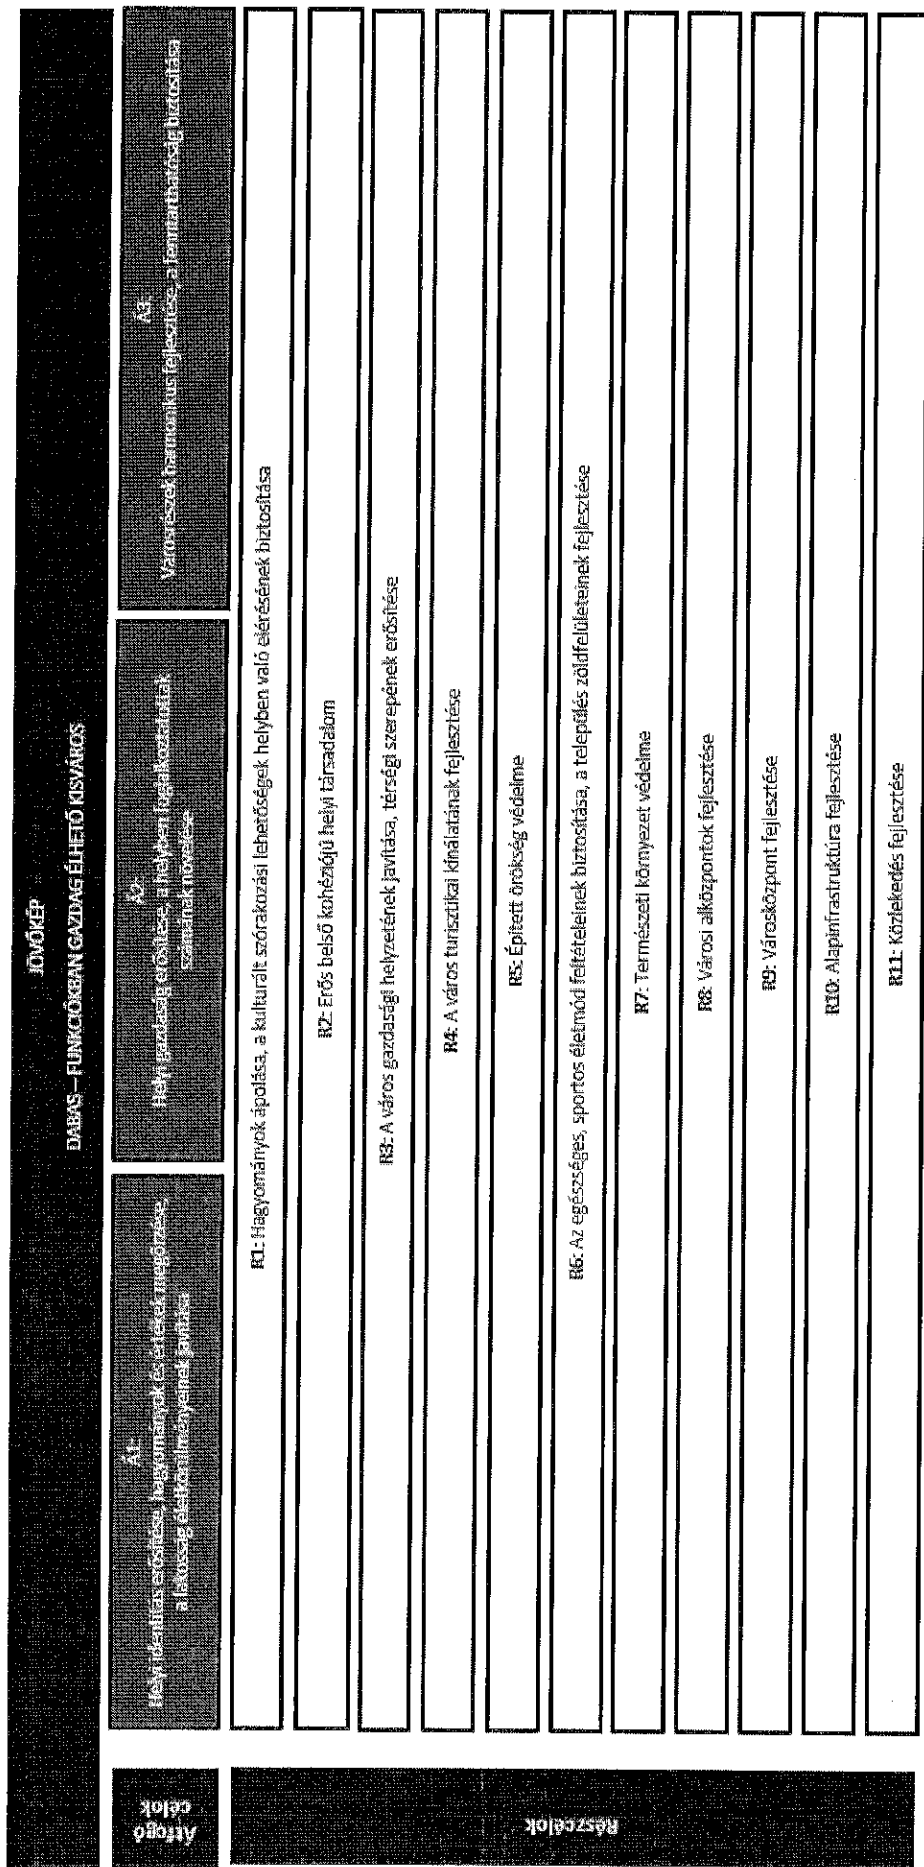 JÖVŐKÉP
DABAS – FUNKCIÓKBAN GAZDAG ÉLHETŐ KISVÁROS
Átfogó
célok
Á1:
Helyi identitás erősítése, hagyományok és értékek megőrzése,
a lakosság életkörülményeinek javítása
Á2:
Helyi gazdaság erősítése, a helyben foglalkoztatottak
számának növelése
Á3:
Városrészek harmonikus fejlesztése, a fenntarthatóság biztosítása
Részcélok
R1: Hagyományok ápolása, a kulturált szórakozási lehetőségek helyben való elérésének biztosítása
R2: Erős belső kohéziójú helyi társadalom
R3: A város gazdasági helyzetének javítása, térségi szerepének erősítése
R4: A város turisztikai kínálatának fejlesztése
R5: Épített örökség védelme
R6: Az egészséges, sportos életmód feltételeinek biztosítása, a település zöldfelületeinek fejlesztése
R7: Természeti környezet védelme
R8: Városi alközpontok fejlesztése
R9: Városközpont fejlesztése
R10: Alapinfrastruktúra fejlesztése
R11: Közlekedés fejlesztése